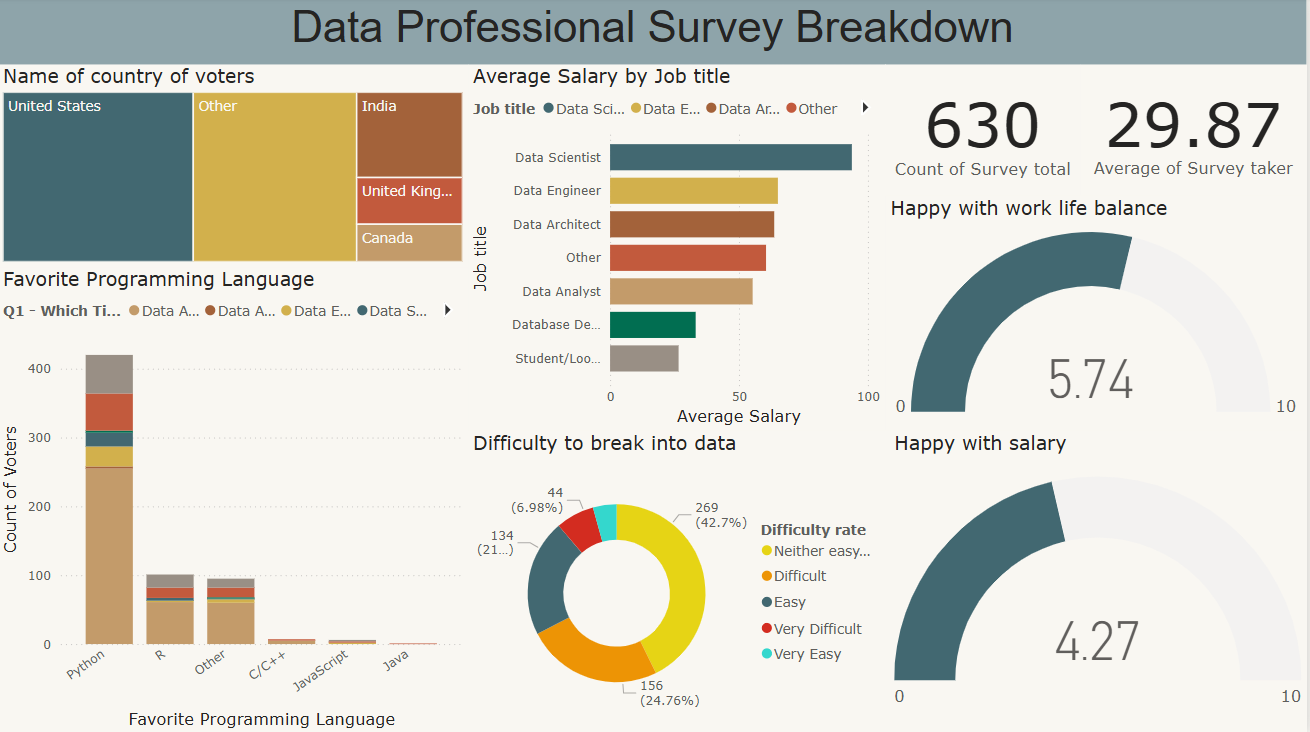 Data Professional Survey Breakdown
Name of country of voters
United States
Other
India
United King...
Canada
Average Salary by Job title
Job title Data Sci... Data E... Data Ar... Other
Job title
Data Scientist
Data Engineer
Data Architect
Other
Data Analyst
Database De...
Student/Loo...
0 50 100
Average Salary
630
Count of Survey total
29.87
Average of Survey taker
Happy with work life balance
5.74
0 10
Favorite Programming Language
Q1 - Which Ti... Data A... Data A... Data E... Data S...
Count of Voters
400
300
200
100
0
Python R Other C/C++ JavaScript Java
Favorite Programming Language
Difficulty to break into data
44
(6.98%)
269
(42.7%)
134
(21...)
156
(24.76%)
Difficulty rate
Neither easy...
Difficult
Easy
Very Difficult
Very Easy
Happy with salary
4.27
0 10